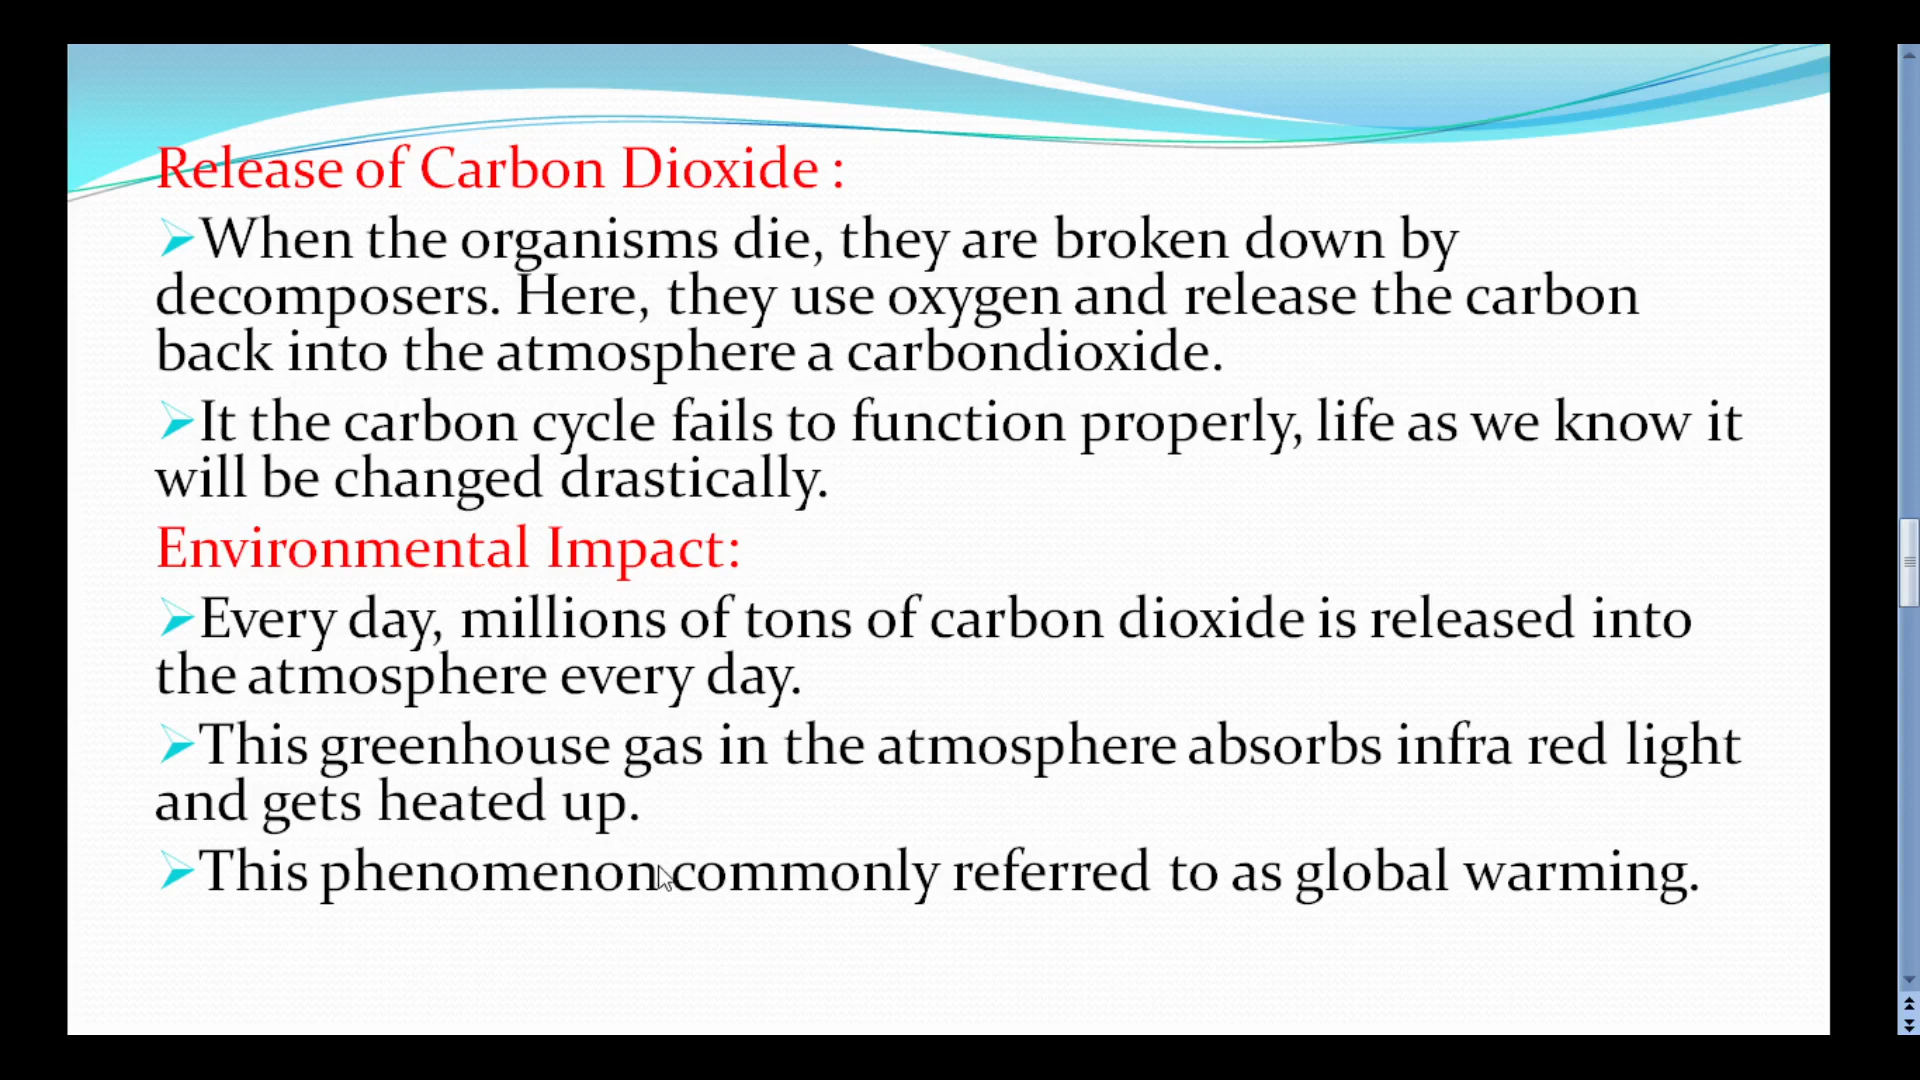 Release of Carbon Dioxide :
➢When the organisms die, they are broken down by
decomposers. Here, they use oxygen and release the carbon
back into the atmosphere a carbondioxide.
➢It the carbon cycle fails to function properly, life as we know it
will be changed drastically.
Environmental Impact:
➢Every day, millions of tons of carbon dioxide is released into
the atmosphere every day.
➢This greenhouse gas in the atmosphere absorbs infra red light
and gets heated up.
➢This phenomenon commonly referred to as global warming.